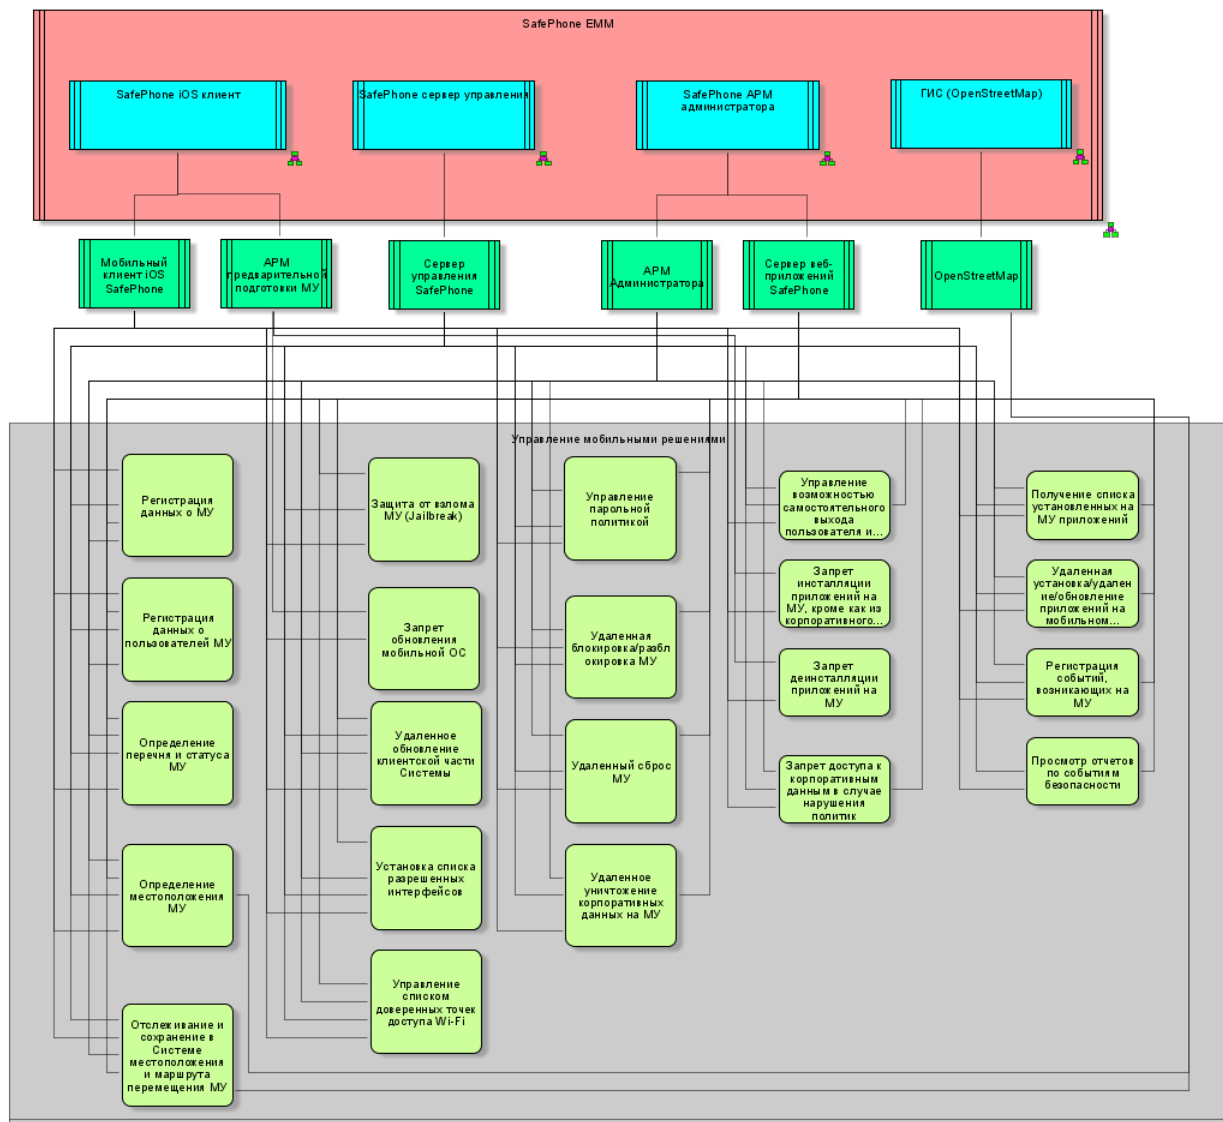 SafePhone EMM
SafePhone iOS клиент
SafePhone сервер управления
SafePhone АРМ
администратора
ГИС (OpenStreetMap)
Мобильный
клиент iOS
SafePhone
АРМ
предварительной
подготовки МУ
Сервер
управления
SafePhone
АРМ
Администратора
Сервер веб-
приложений
SafePhone
OpenStreetMap
Управление мобильными решениями
Регистрация
данных о МУ
Регистрация
данных о
пользователей МУ
Определение
перечня и статуса
МУ
Определение
местоположения
МУ
Отслеживание и
сохранение в
Системе
местоположения
и маршрута
перемещения МУ
Защита от взлома
МУ (Jailbreak)
Запрет
обновления
мобильной ОС
Удаленное
обновление
клиентской части
Системы
Установка списка
разрешенных
интерфейсов
Управление
списком
доверенных точек
доступа Wi-Fi
Управление
парольной
политикой
Удаленная
блокировка/разбл
окировка МУ
Удаленный сброс
МУ
Удаленное
уничтожение
корпоративных
данных на МУ
Управление
возможностью
самостоятельного
выхода
пользователя и...
Запрет
инсталляции
приложений на
МУ, кроме как из
корпоративного...
Запрет
деинсталляции
приложений на
МУ
Запрет доступа к
корпоративным
данным в случае
нарушения
политик
Получение списка
установленных на
МУ приложений
Удаленная
установка/удален
ие/обновление
приложений на
мобильном...
Регистрация
событий,
возникающих на
МУ
Просмотр отчетов
по событиям
безопасности